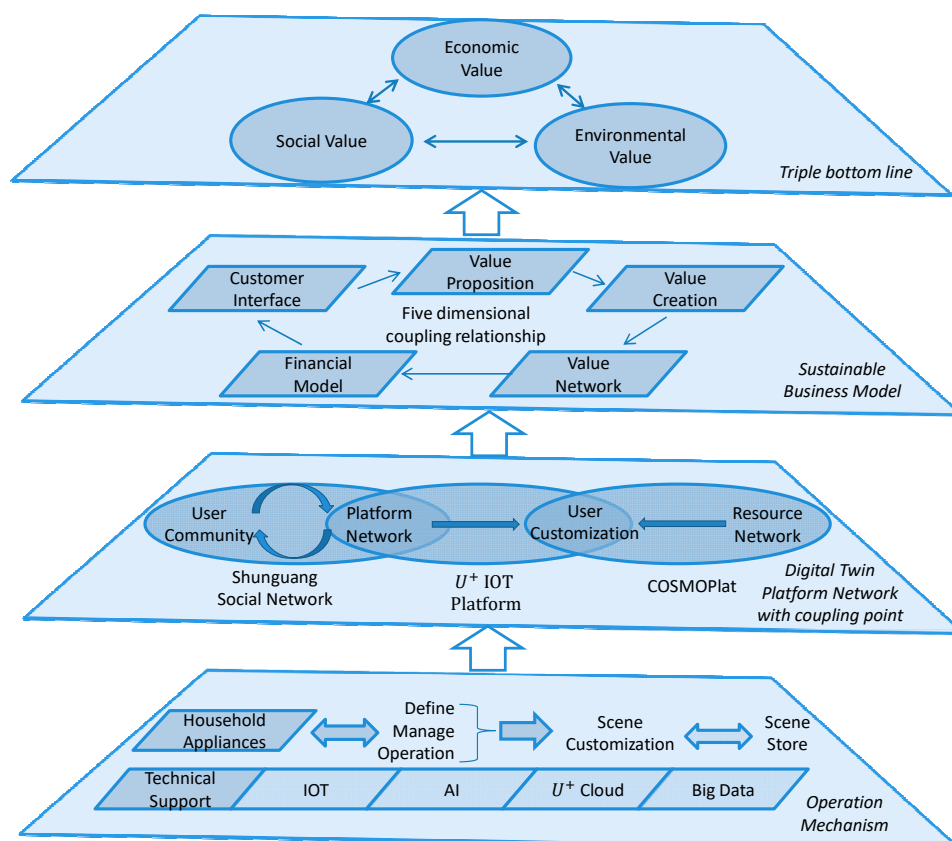 Economic
Value
Social Value
Environmental
Value
Triple bottom line
Customer
Interface
Value
Proposition
Value
Creation
Five dimensional
coupling relationship
Financial
Model
Value
Network
Sustainable
Business Model
User
Community
Platform
Network
User
Customization
Resource
Network
Shunguang
Social Network
U⁺ IOT
Platform
COSMOPlat
Digital Twin
Platform Network
with coupling point
Household
Appliances
Define
Manage
Operation
Scene
Customization
Scene
Store
Technical
Support
IOT
AI
U⁺ Cloud
Big Data
Operation
Mechanism